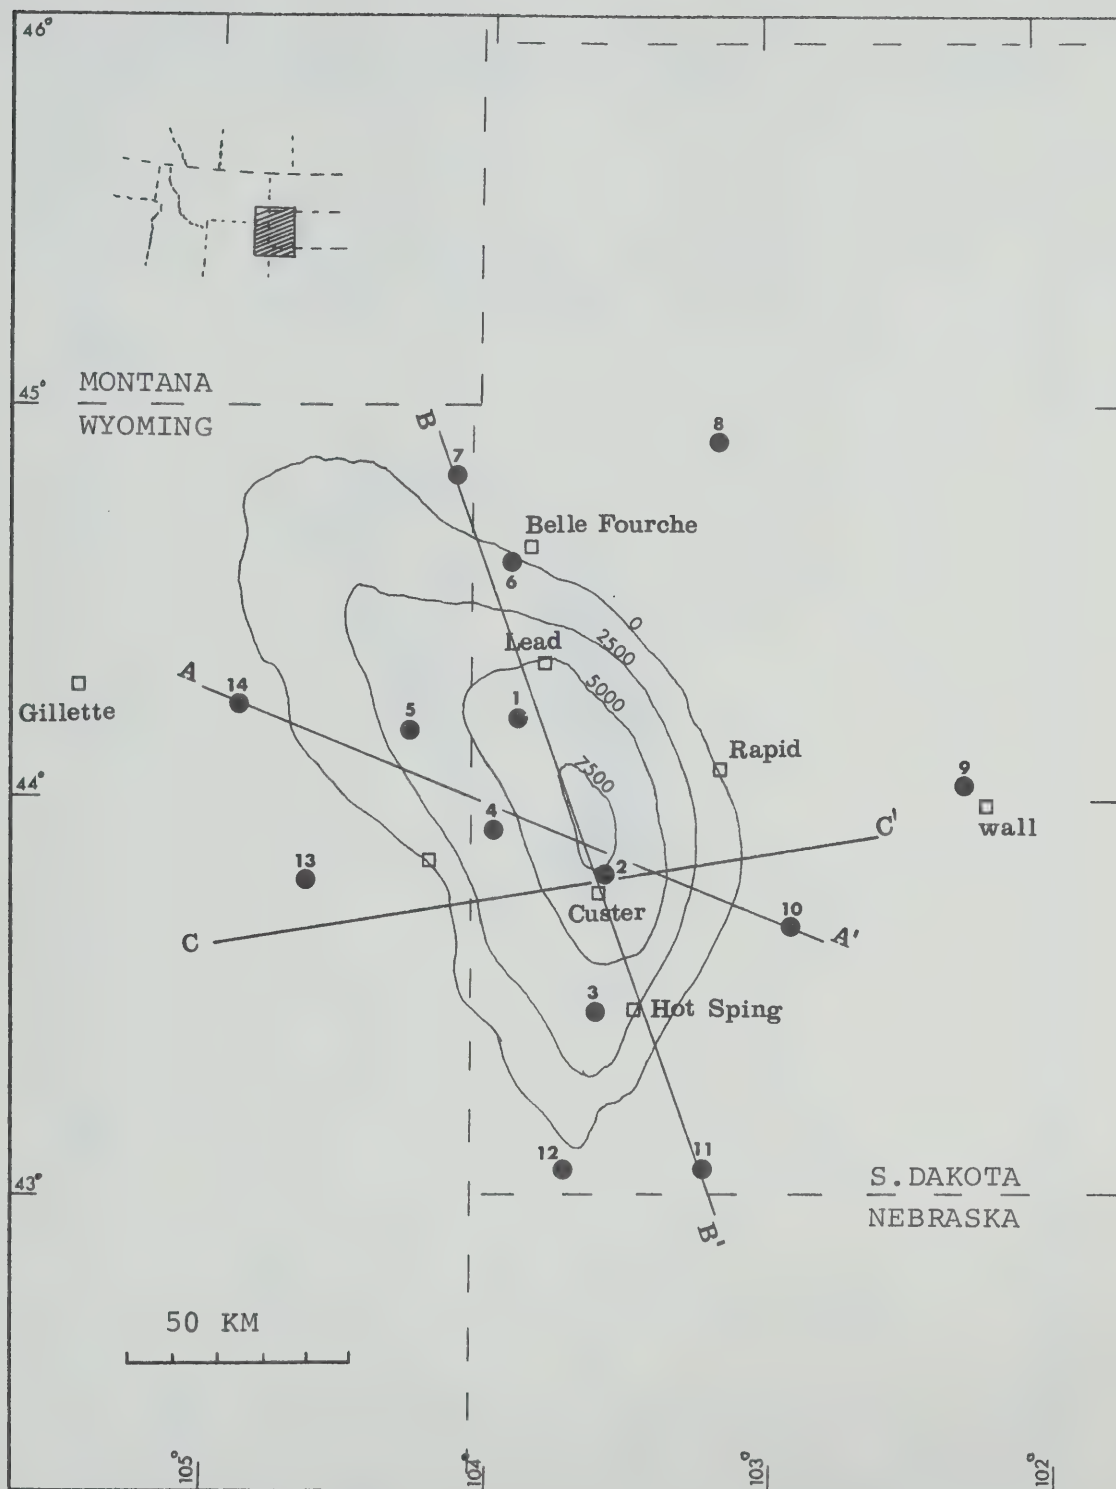 46°
MONTANA
45°
WYOMING
B
7
8
Belle Fourche
6
0
Lead
2500
5000
A
14
Gillette
5
1
Rapid
7500
44°
9
wall
4
C'
13
2
Custer
10
A'
C
3
Hot Sping
12
11
43°
S.DAKOTA
NEBRASKA
B'
50 KM
105°
104°
103°
102°